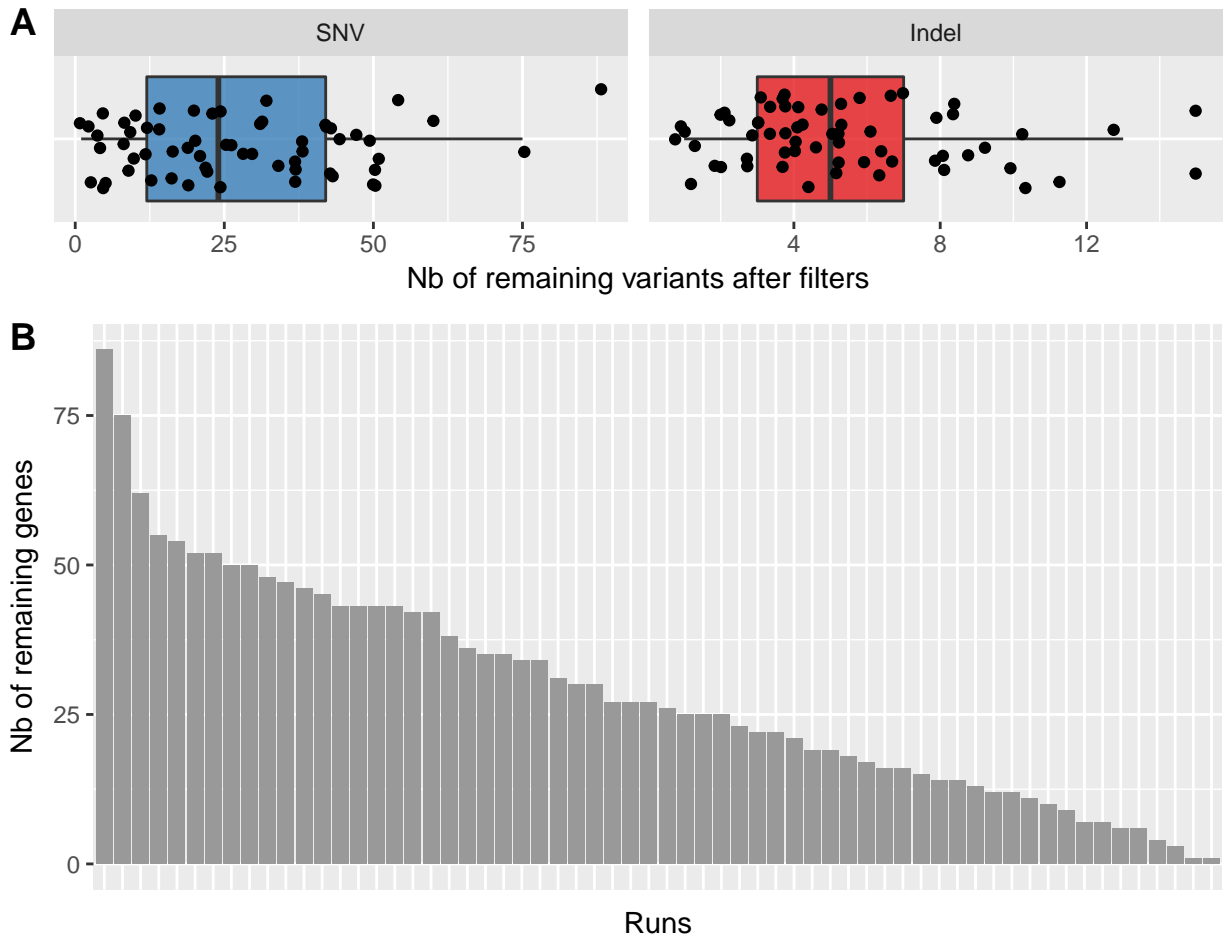 A
SNV Indel
0 25 50 75 4 8 12
Nb of remaining variants after filters
B
Nb of remaining genes
75
50
25
0
Runs